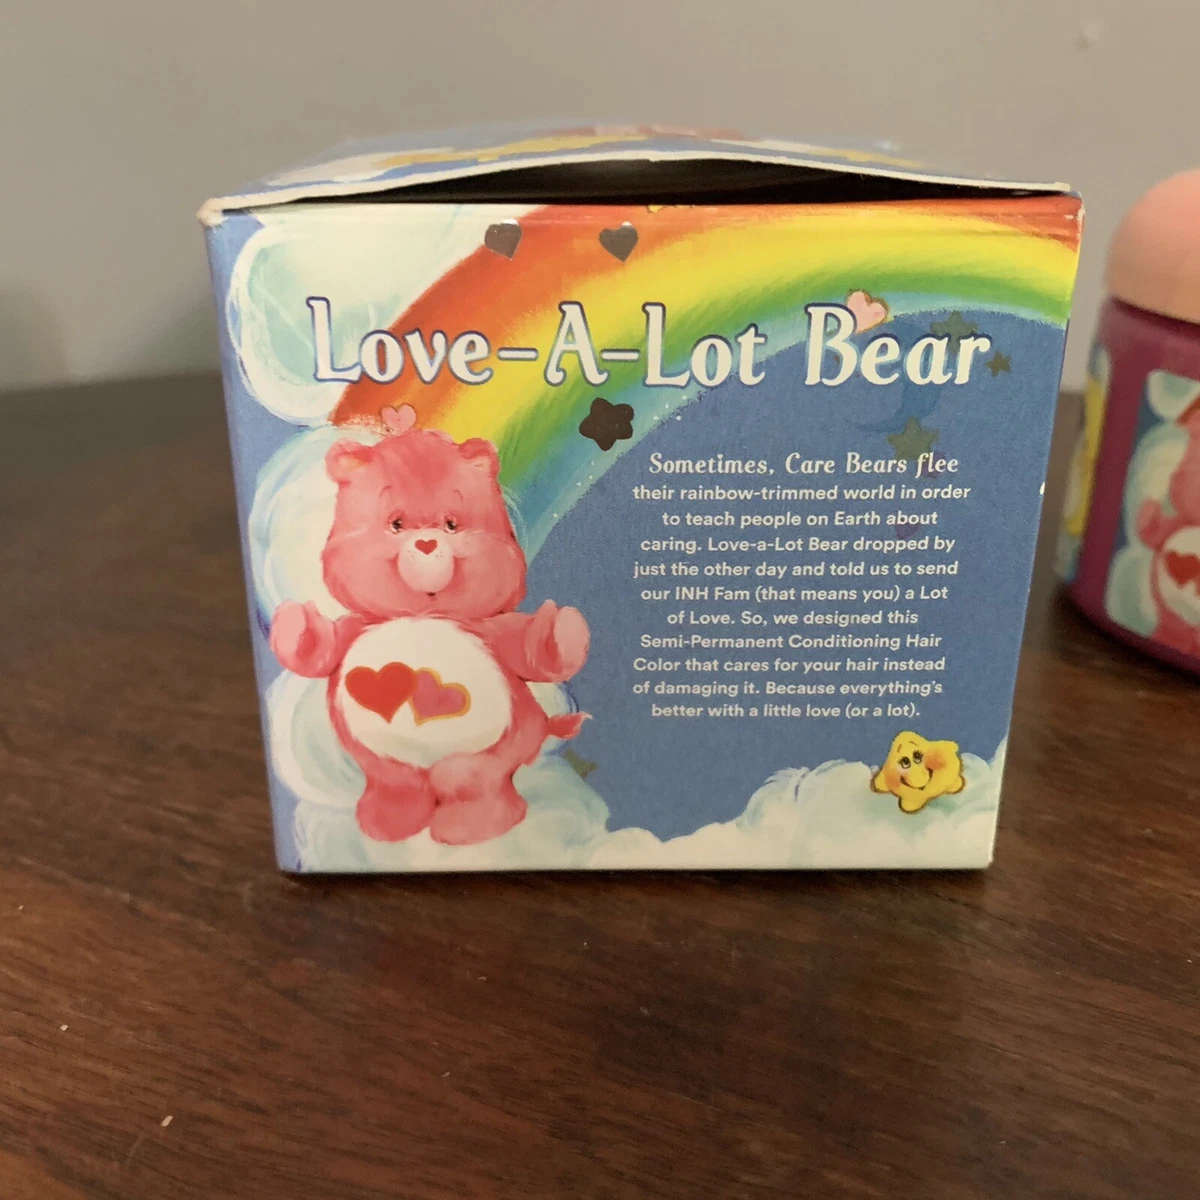 Love-A-Lot Bear
Sometimes, Care Bears flee
their rainbow-trimmed world in order
to teach people on Earth about
caring. Love-a-Lot Bear dropped by
just the other day and told us to send
our INH Fam (that means you) a Lot
of Love. So, we designed this
Semi-Permanent Conditioning Hair
Color that cares for your hair instead
of damaging it. Because everything's
better with a little love (or a lot).